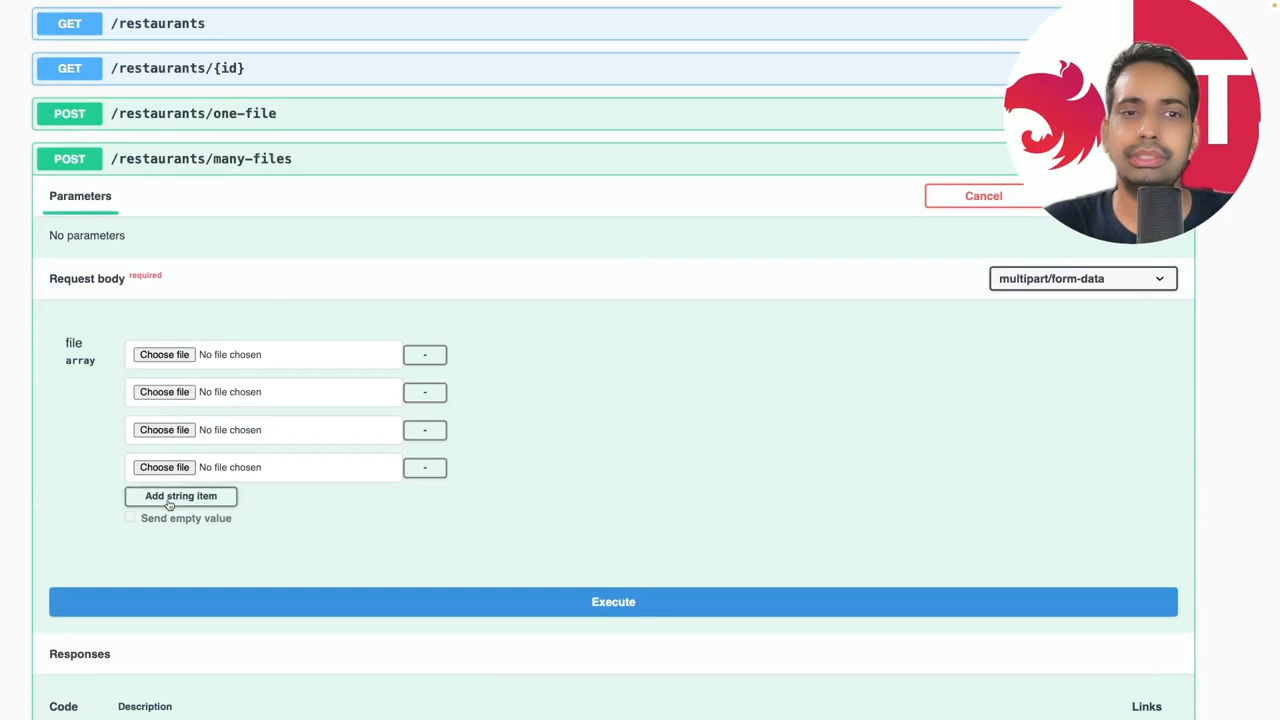 GET /restaurants
GET /restaurants/{id}
POST /restaurants/one-file
POST /restaurants/many-files
Parameters
Cancel
No parameters
Request body required
multipart/form-data
file
array
Choose file No file chosen -
Choose file No file chosen -
Choose file No file chosen -
Choose file No file chosen -
Add string item
Send empty value
Execute
Responses
Code Description Links
T